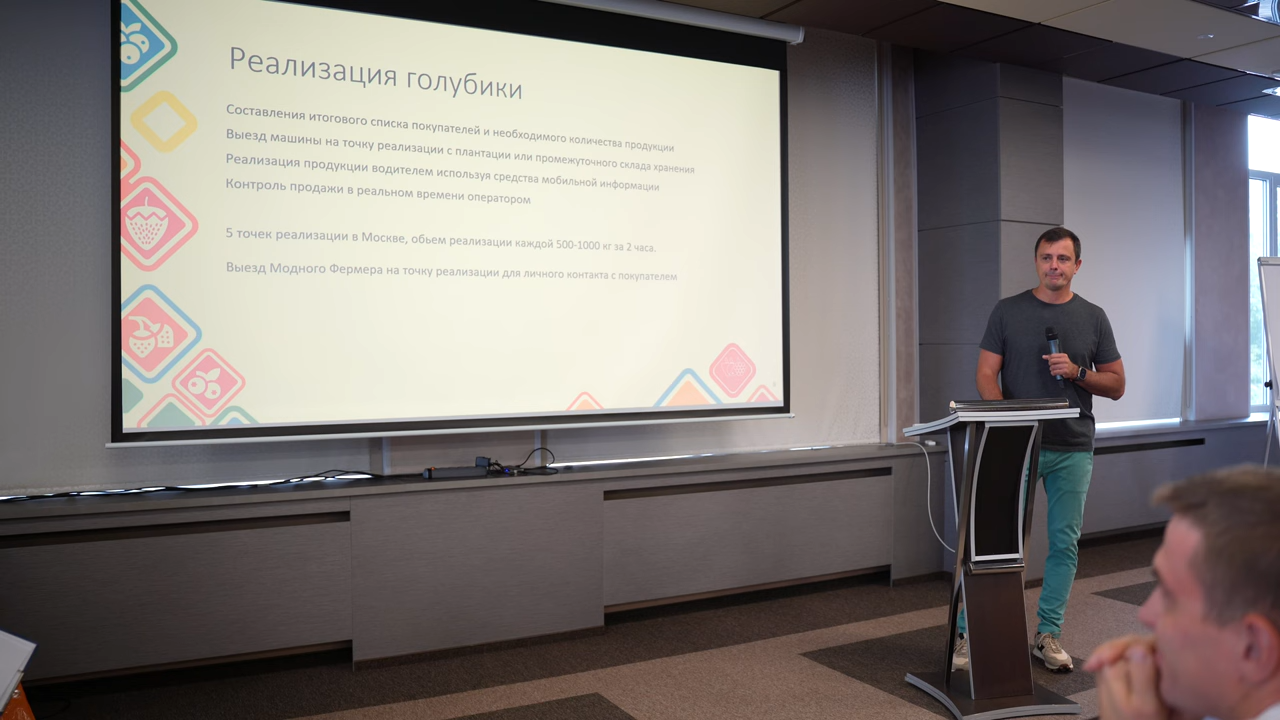 Реализация голубики
Составления итогового списка покупателей и необходимого количества продукции
Выезд машины на точку реализации с плантации или промежуточного склада хранения
Реализация продукции водителем используя средства мобильной информации
Контроль продажи в реальном времени оператором
5 точек реализации в Москве, обьем реализации каждой 500-1000 кг за 2 часа.
Выезд Модного Фермера на точку реализации для личного контакта с покупателем